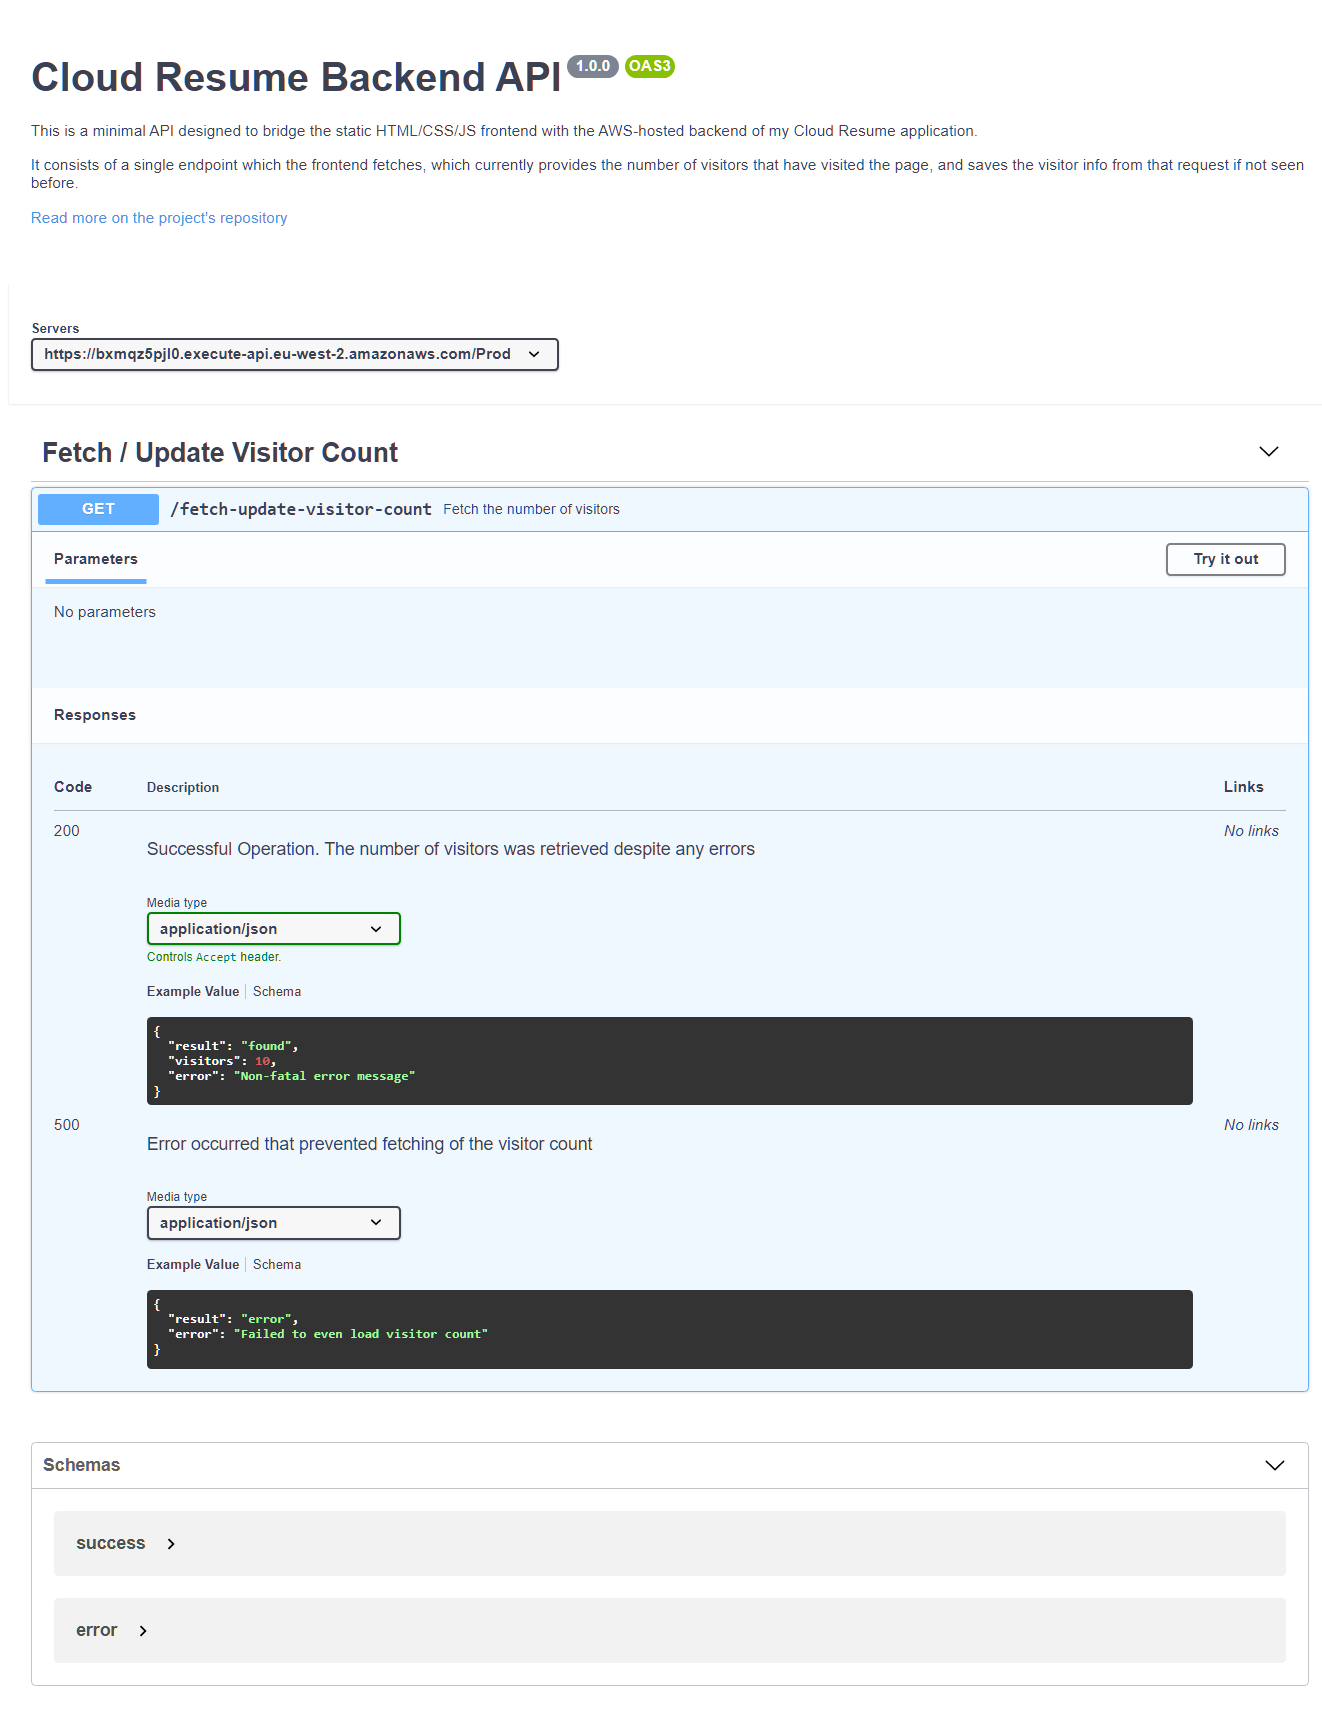 Cloud Resume Backend API 1.0.0 OAS3
This is a minimal API designed to bridge the static HTML/CSS/JS frontend with the AWS-hosted backend of my Cloud Resume application.
It consists of a single endpoint which the frontend fetches, which currently provides the number of visitors that have visited the page, and saves the visitor info from that request if not seen
before.
Read more on the project's repository
Servers
https://bxmqz5pjl0.execute-api.eu-west-2.amazonaws.com/Prod
Fetch / Update Visitor Count
GET /fetch-update-visitor-count Fetch the number of visitors
Parameters Try it out
No parameters
Responses
Code Description Links
200 No links
Successful Operation. The number of visitors was retrieved despite any errors
Media type
application/json
Controls Accept header.
Example Value Schema
{
"result": "found",
"visitors": 10,
"error": "Non-fatal error message"
}
500 No links
Error occurred that prevented fetching of the visitor count
Media type
application/json
Example Value Schema
{
"result": "error",
"error": "Failed to even load visitor count"
}
Schemas
success
error